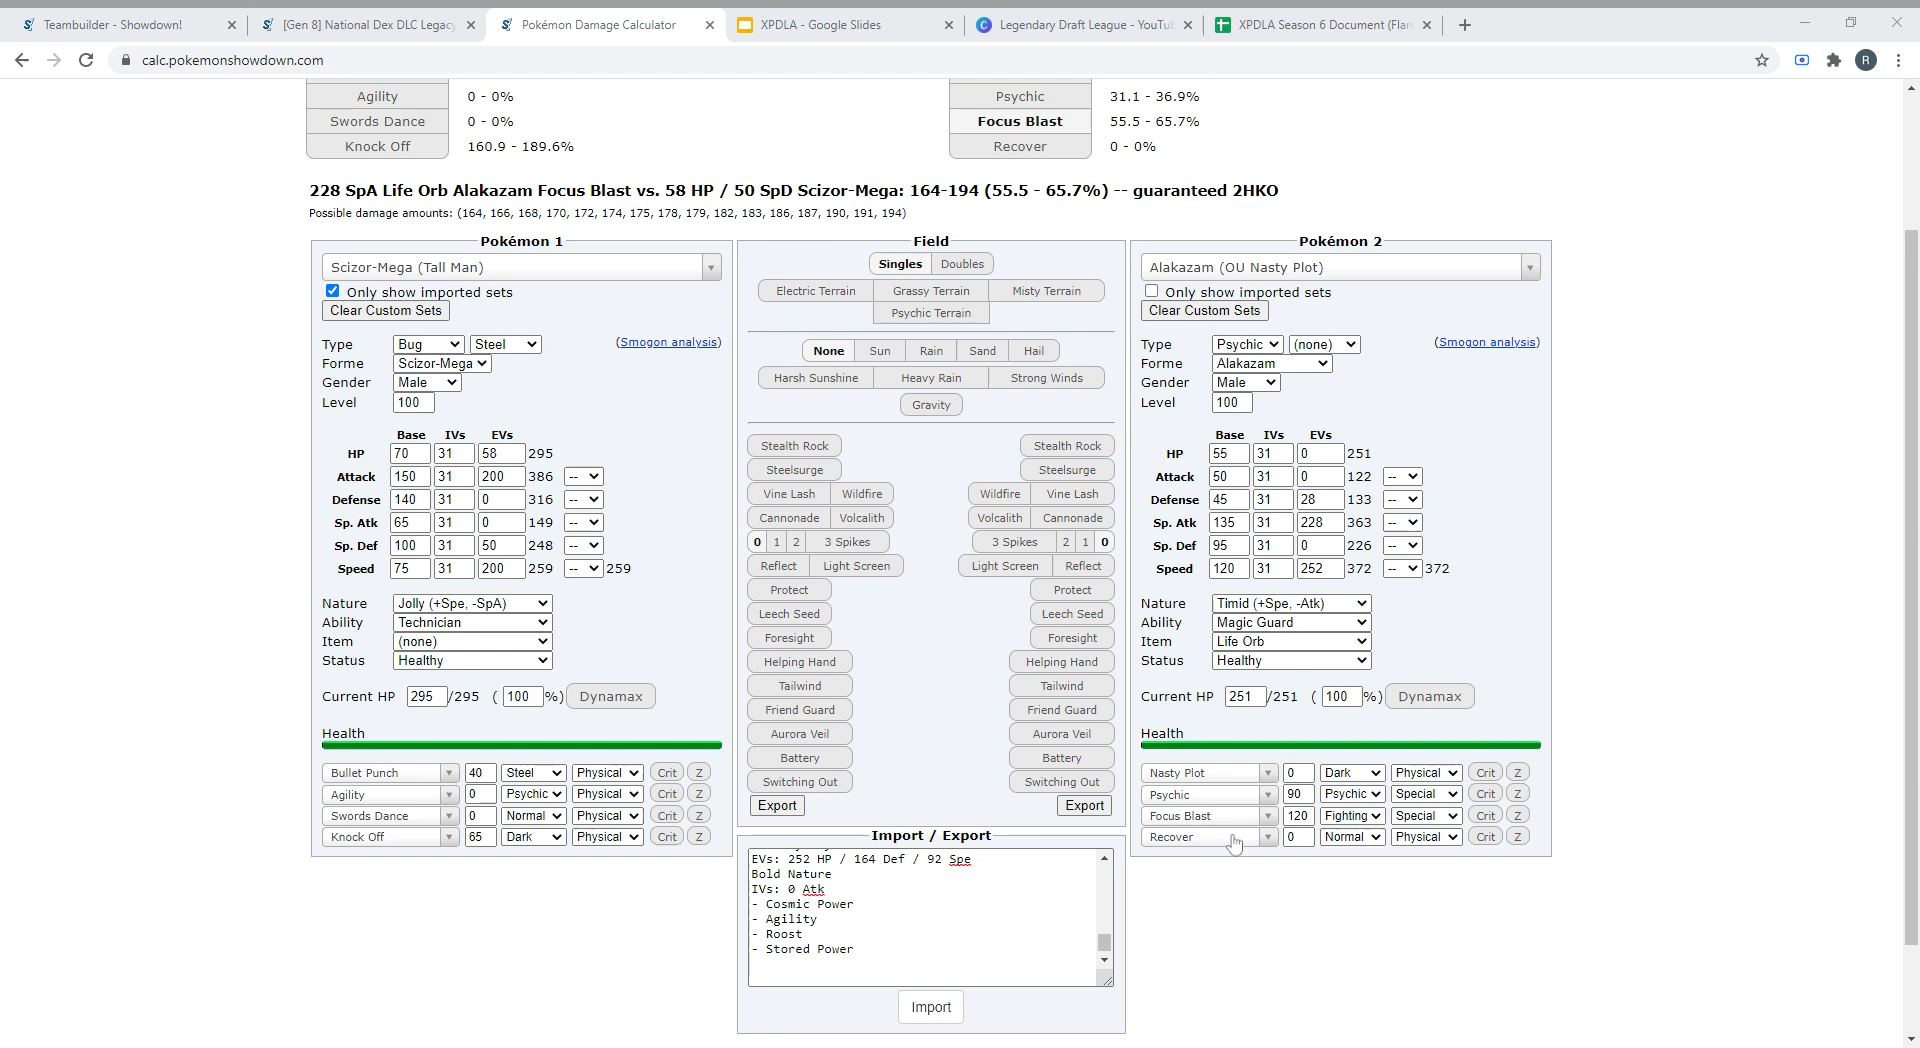 Teambuilder - Showdown!
[Gen 8] National Dex DLC Legacy
Pokémon Damage Calculator
XPDLA - Google Slides
Legendary Draft League - YouTu
XPDLA Season 6 Document (Flar
calc.pokemonshowdown.com
R
Agility 0 - 0%
Psychic 31.1 - 36.9%
Swords Dance 0 - 0%
Focus Blast 55.5 - 65.7%
Knock Off 160.9 - 189.6%
Recover 0 - 0%
228 SpA Life Orb Alakazam Focus Blast vs. 58 HP / 50 SpD Scizor-Mega: 164-194 (55.5 - 65.7%) -- guaranteed 2HKO
Possible damage amounts: (164, 166, 168, 170, 172, 174, 175, 178, 179, 182, 183, 186, 187, 190, 191, 194)
Pokémon 1
Scizor-Mega (Tall Man)
Only show imported sets
Clear Custom Sets
Type Bug Steel (Smogon analysis)
Forme Scizor-Mega
Gender Male
Level 100
Base IVs EVs
HP 70 31 58 295
Attack 150 31 200 386 --
Defense 140 31 0 316 --
Sp. Atk 65 31 0 149 --
Sp. Def 100 31 50 248 --
Speed 75 31 200 259 -- 259
Nature Jolly (+Spe, -SpA)
Ability Technician
Item (none)
Status Healthy
Current HP 295 /295 ( 100 %) Dynamax
Health
Bullet Punch 40 Steel Physical Crit Z
Agility 0 Psychic Physical Crit Z
Swords Dance 0 Normal Physical Crit Z
Knock Off 65 Dark Physical Crit Z
Field
Singles Doubles
Electric Terrain Grassy Terrain Misty Terrain
Psychic Terrain
None Sun Rain Sand Hail
Harsh Sunshine Heavy Rain Strong Winds
Gravity
Stealth Rock Stealth Rock
Steelsurge Steelsurge
Vine Lash Wildfire Wildfire Vine Lash
Cannonade Volcalith Volcalith Cannonade
0 1 2 3 Spikes 3 Spikes 2 1 0
Reflect Light Screen Light Screen Reflect
Protect Protect
Leech Seed Leech Seed
Foresight Foresight
Helping Hand Helping Hand
Tailwind Tailwind
Friend Guard Friend Guard
Aurora Veil Aurora Veil
Battery Battery
Switching Out Switching Out
Export Export
Import / Export
EVs: 252 HP / 164 Def / 92 Spe
Bold Nature
IVs: 0 Atk
- Cosmic Power
- Agility
- Roost
- Stored Power
Import
Pokémon 2
Alakazam (OU Nasty Plot)
Only show imported sets
Clear Custom Sets
Type Psychic (none) (Smogon analysis)
Forme Alakazam
Gender Male
Level 100
Base IVs EVs
HP 55 31 0 251
Attack 50 31 0 122 --
Defense 45 31 28 133 --
Sp. Atk 135 31 228 363 --
Sp. Def 95 31 0 226 --
Speed 120 31 252 372 -- 372
Nature Timid (+Spe, -Atk)
Ability Magic Guard
Item Life Orb
Status Healthy
Current HP 251 /251 ( 100 %) Dynamax
Health
Nasty Plot 0 Dark Physical Crit Z
Psychic 90 Psychic Special Crit Z
Focus Blast 120 Fighting Special Crit Z
Recover 0 Normal Physical Crit Z